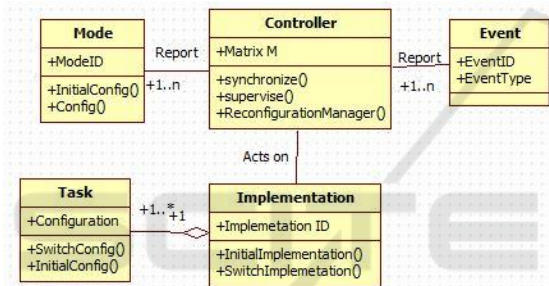 Mode
+ModeID
+InitialConfig()
+Config()
Report
+1..n
Controller
+Matrix M
+synchronize()
+supervise()
+ReconfigurationManager()
Report
+1..n
Event
+EventID
+EventType
Acts on
Task
+Configuration
+SwitchConfig()
+InitialConfig()
+1..*
+1
Implementation
+Implemetation ID
+InitialImplementation()
+SwitchImplemetation()